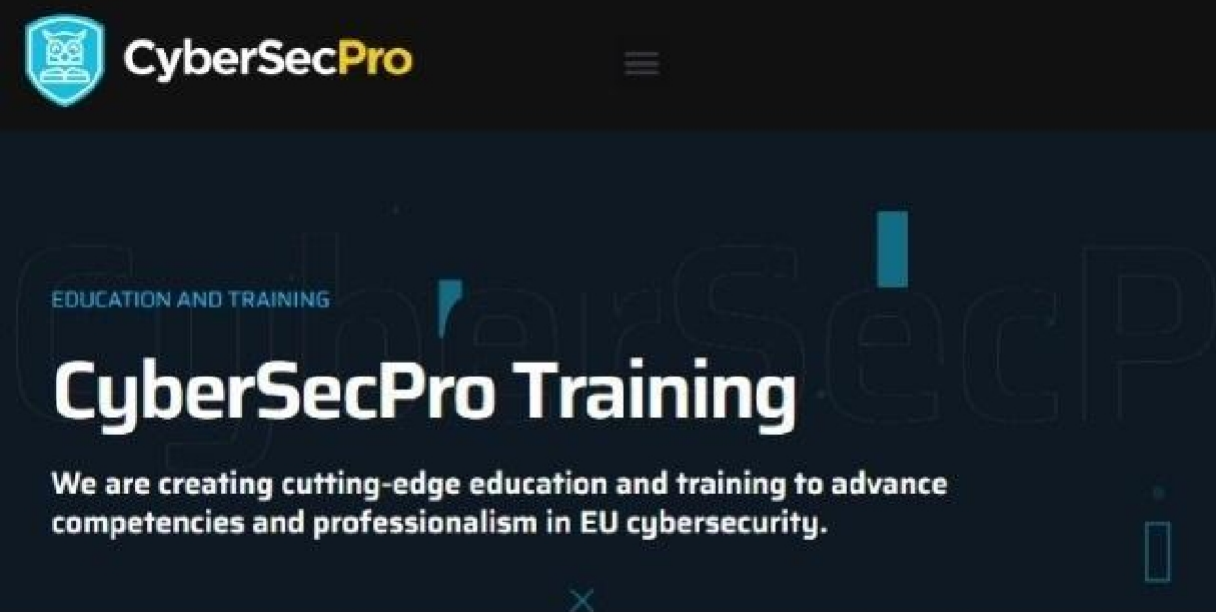 CyberSecPro
EDUCATION AND TRAINING
CyberSecPro Training
We are creating cutting-edge education and training to advance
competencies and professionalism in EU cybersecurity.
CyberSecP